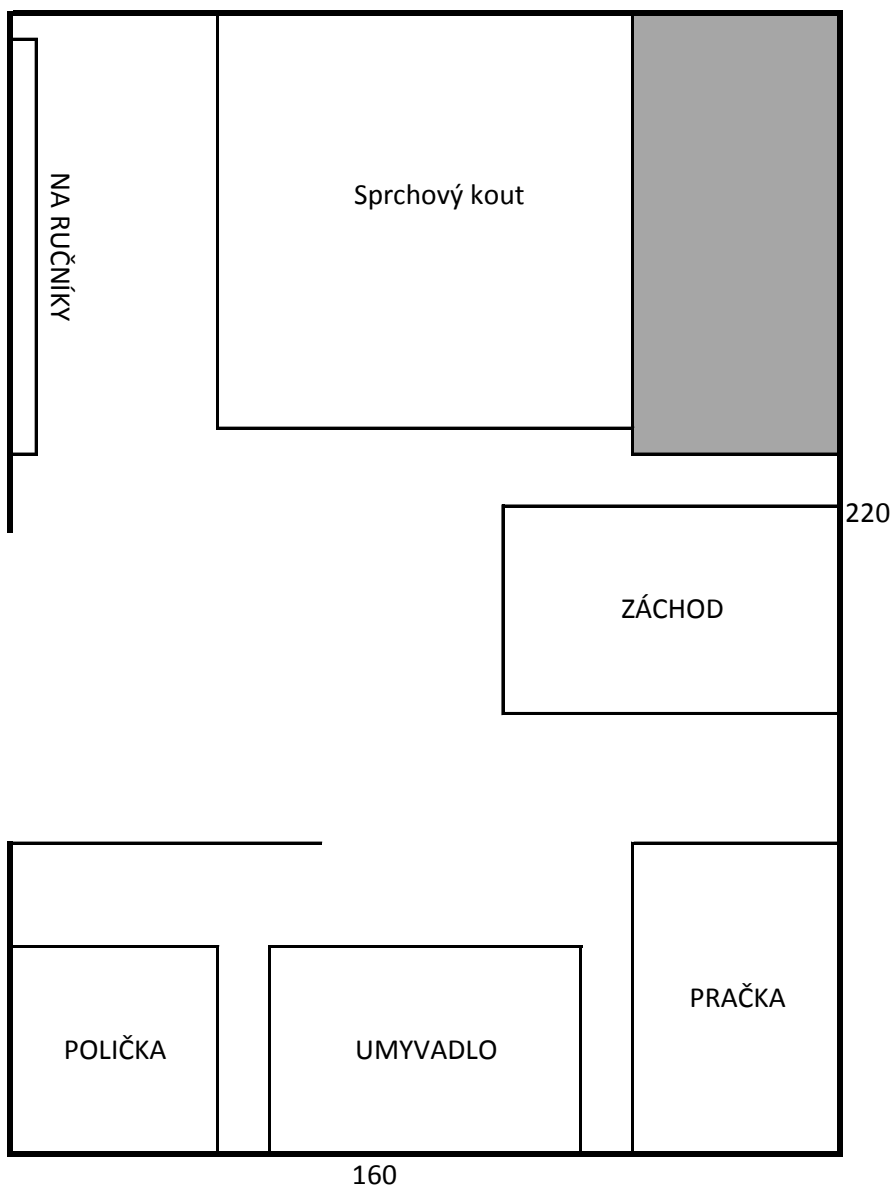 NA RUČNÍKY
Sprchový kout
220
ZÁCHOD
PRAČKA
POLIČKA
UMYVADLO
160